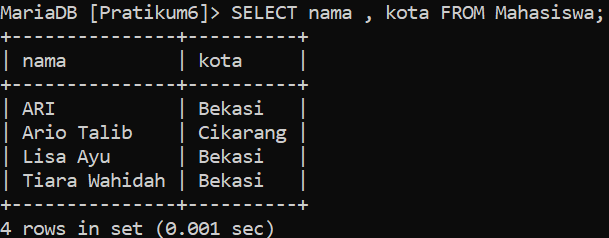 MariaDB [Pratikum6]> SELECT nama , kota FROM Mahasiswa;
+---------------+----------+
| nama          | kota     |
+---------------+----------+
| ARI           | Bekasi   |
| Ario Talib    | Cikarang |
| Lisa Ayu      | Bekasi   |
| Tiara Wahidah | Bekasi   |
+---------------+----------+
4 rows in set (0.001 sec)